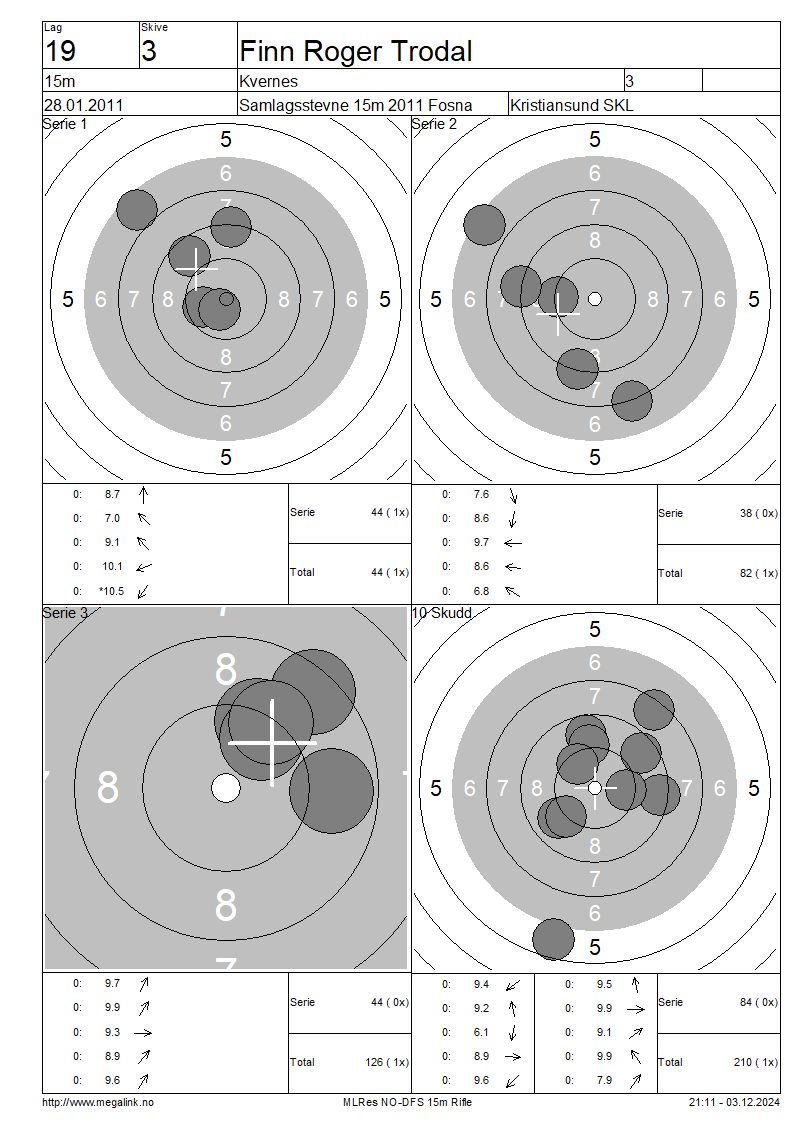 Lag
Skive
19
3
Finn Roger Trodal
15m
Kvernes
3
28.01.2011
Samlagsstevne 15m 2011 Fosna
Kristiansund SKL
Serie 1
5
6
7
5 6 7 8 8 7 6 5
8
7
6
5
Serie 2
5
6
7
8
5 6 7 8 7 6 5
8
7
6
5
0: 8.7
0: 7.0
0: 9.1
0: 10.1
0: *10.5
Serie 44 ( 1x)
Total 44 ( 1x)
0: 7.6
0: 8.6
0: 9.7
0: 8.6
0: 6.8
Serie 38 ( 0x)
Total 82 ( 1x)
Serie 3
7
8
8
8
7
10 Skudd
5
6
7
5 6 7 8 7 6 5
8
7
6
5
0: 9.7
0: 9.9
0: 9.3
0: 8.9
0: 9.6
Serie 44 ( 0x)
Total 126 ( 1x)
0: 9.4
0: 9.2
0: 6.1
0: 8.9
0: 9.6
0: 9.5
0: 9.9
0: 9.1
0: 9.9
0: 7.9
Serie 84 ( 0x)
Total 210 ( 1x)
http://www.megalink.no
MLRes NO-DFS 15m Rifle
21:11 - 03.12.2024